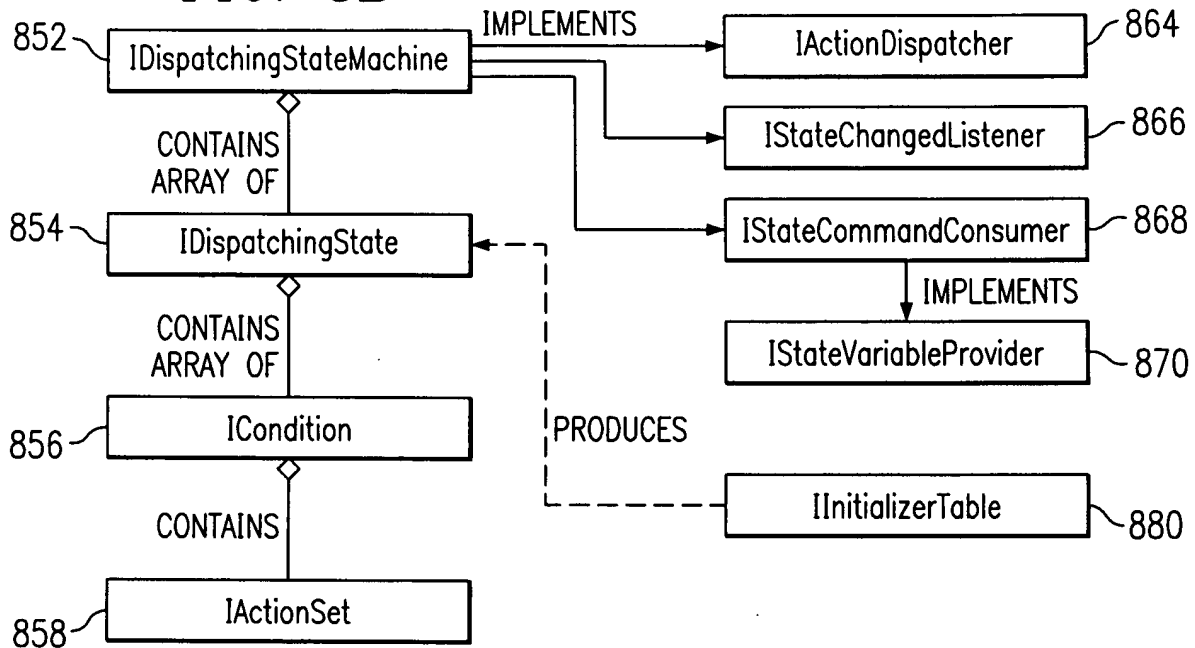 852
IDispatchingStateMachine
IMPLEMENTS
IActionDispatcher
864
CONTAINS
ARRAY OF
IStateChangedListener
866
854
IDispatchingState
IStateCommandConsumer
868
IMPLEMENTS
CONTAINS
ARRAY OF
IStateVariableProvider
870
856
ICondition
PRODUCES
CONTAINS
IInitializerTable
880
858
IActionSet